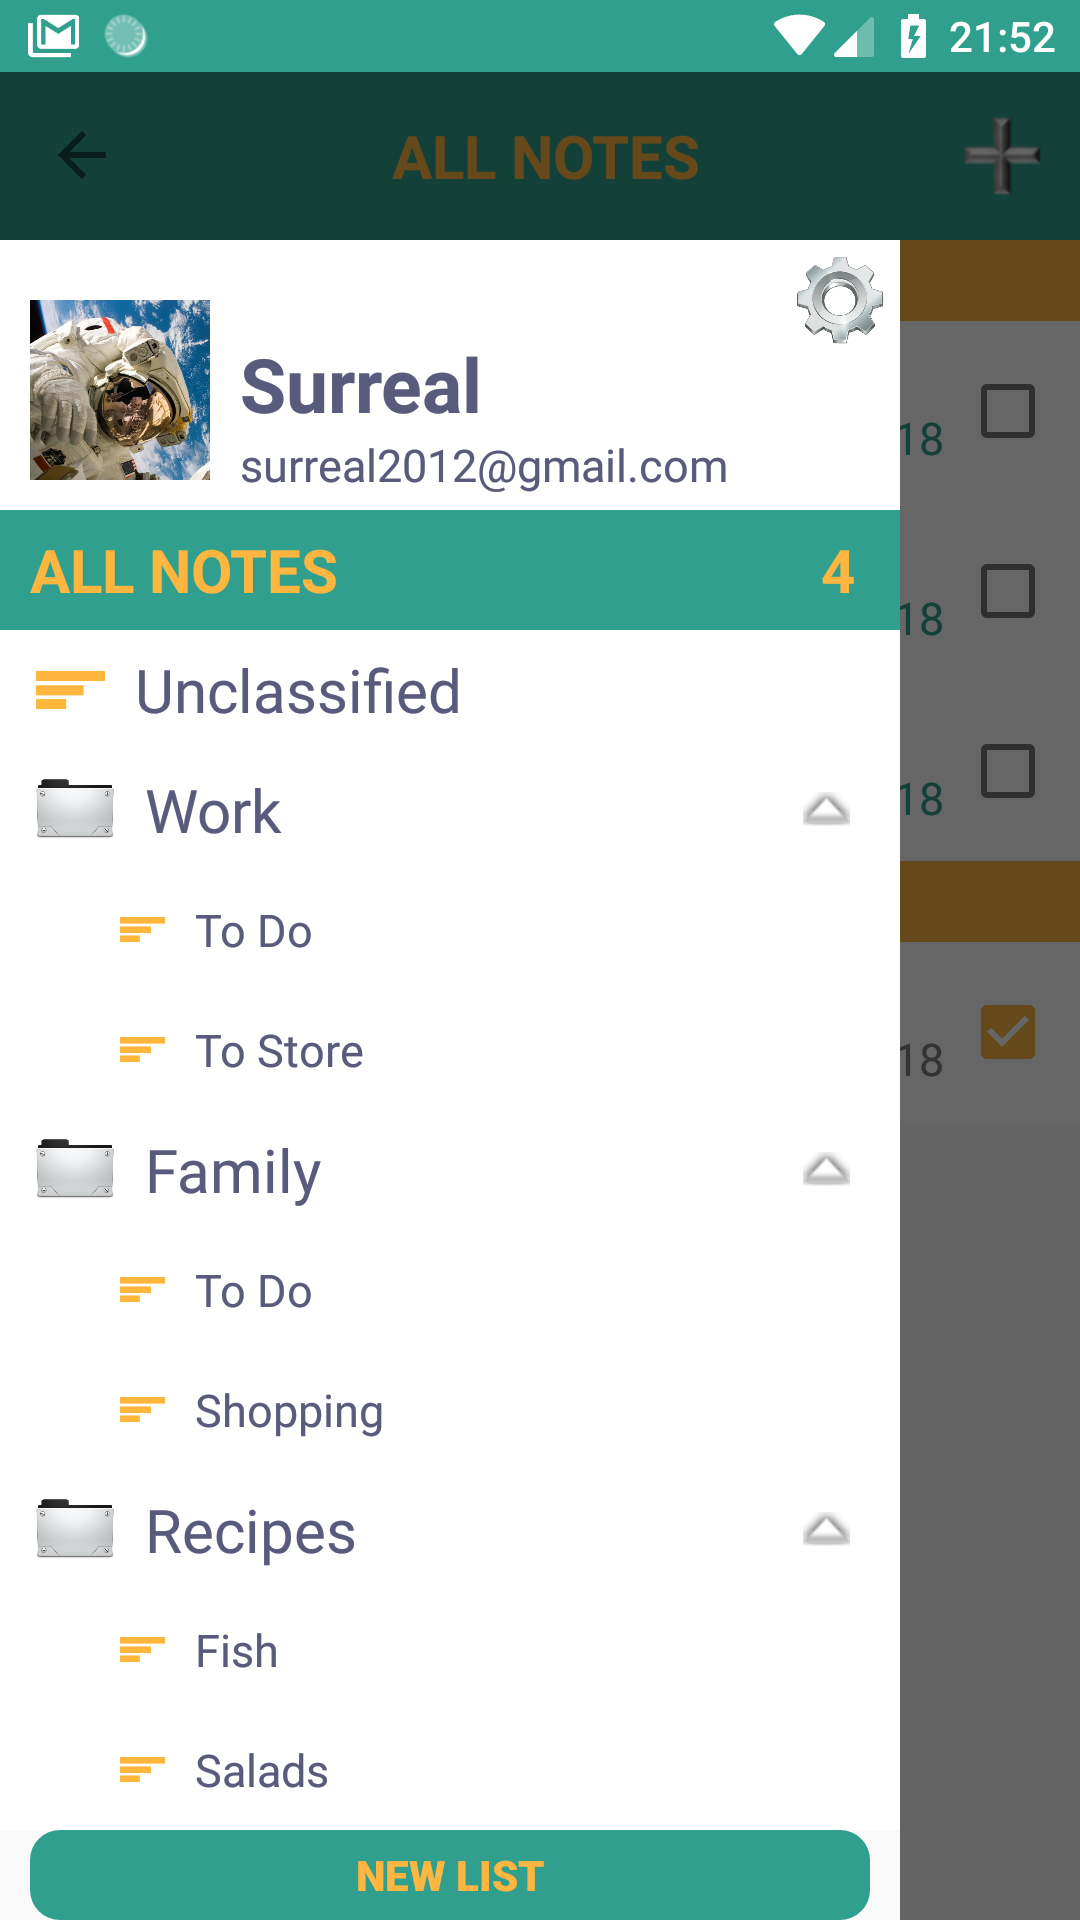 21:52
ALL NOTES
Surreal
surreal2012@gmail.com
ALL NOTES 4
18
Unclassified
18
Work
18
To Do
To Store
18
Family
To Do
Shopping
Recipes
Fish
Salads
NEW LIST